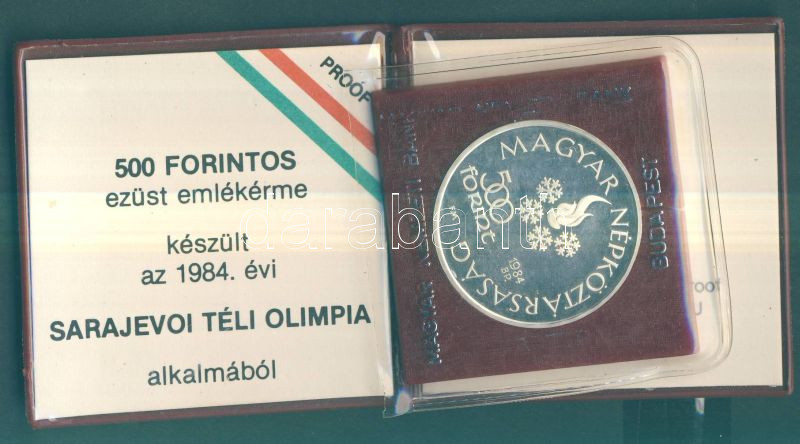 PROOF
500 FORINTOS
ezüst emlékérme
készült
az 1984. évi
SARAJEVOI TÉLI OLIMPIA
alkalmából
MAGYAR NEMZETI BANK
BUDAPEST
MAGYAR NÉPKÖZTÁRSASÁG
500
forint
1984
BP.
darabanth